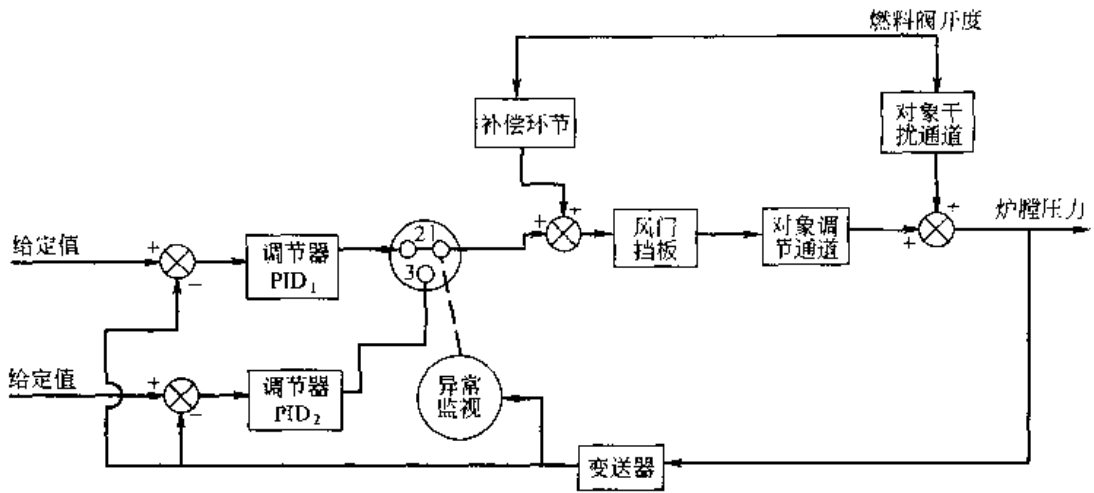 燃料阀开度
补偿环节
对象干
扰通道
+
+
+
炉膛压力
给定值
+
−
调节器
PID₁
21
3
风门
挡板
对象调
节通道
+
给定值
+
−
调节器
PID₂
异常
监视
变送器